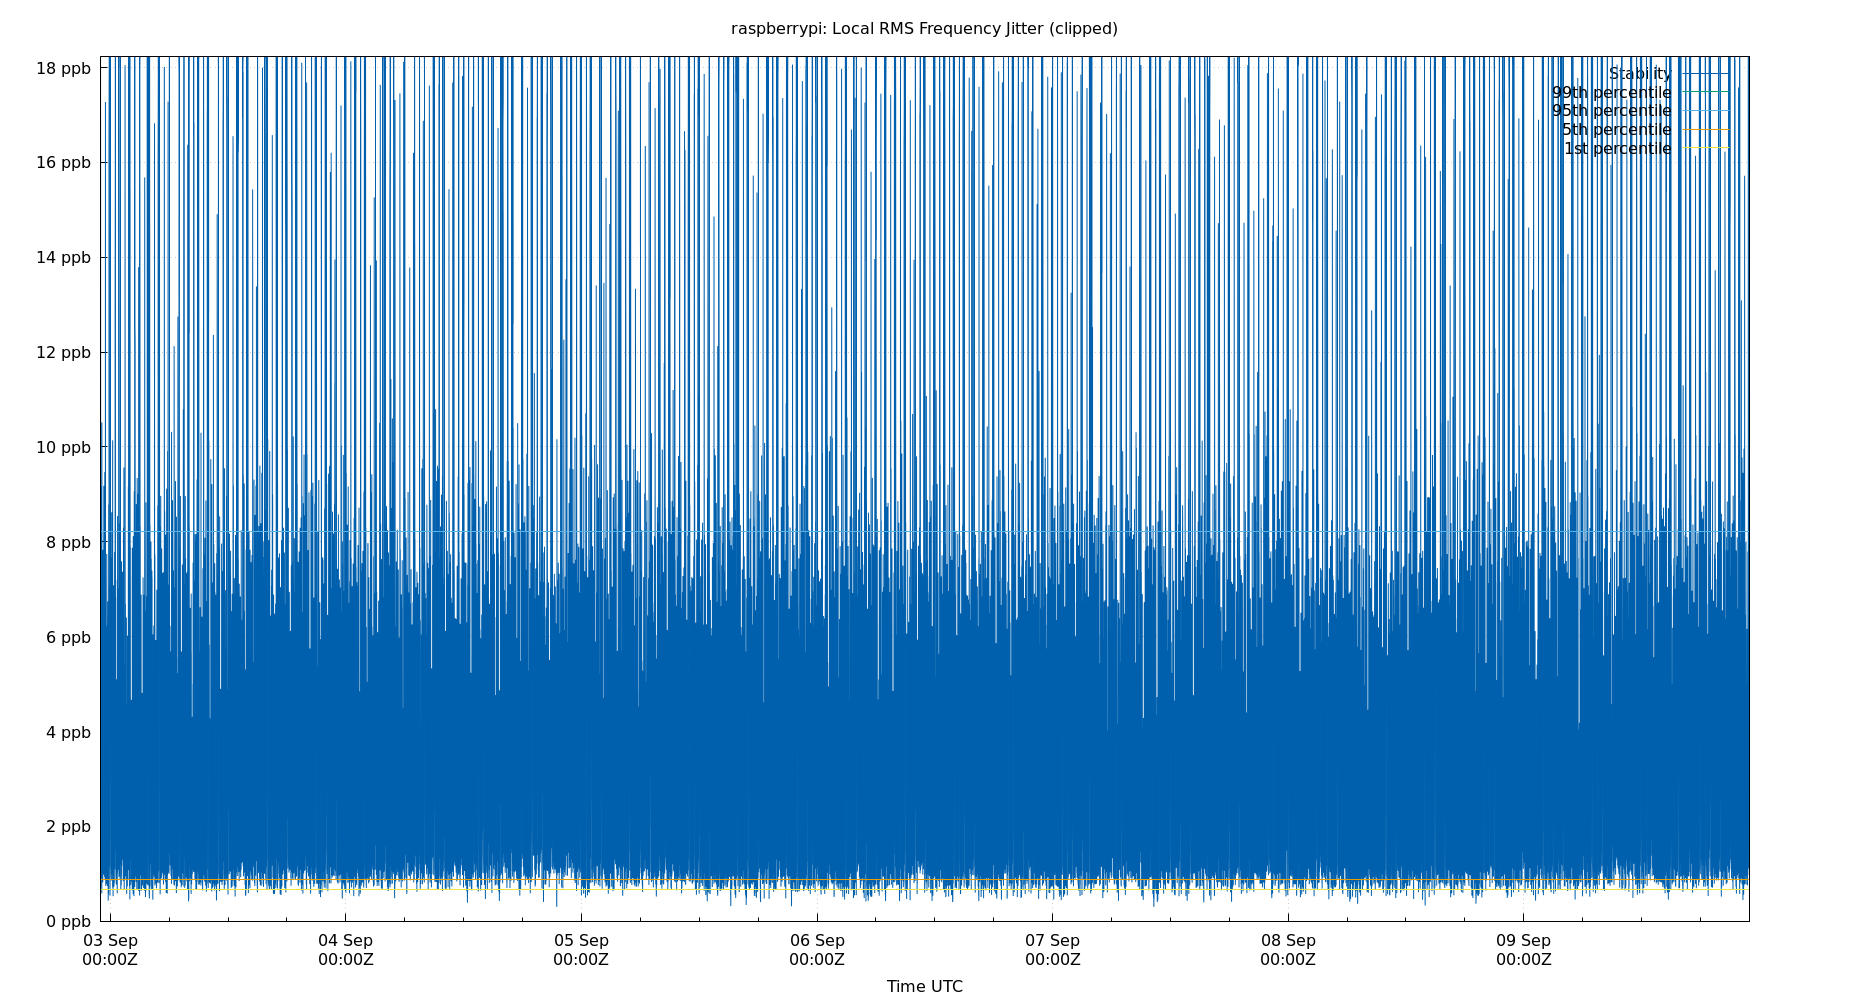 raspberrypi: Local RMS Frequency Jitter (clipped)
18 ppb
16 ppb
14 ppb
12 ppb
10 ppb
8 ppb
6 ppb
4 ppb
2 ppb
0 ppb
Stability
99th percentile
95th percentile
5th percentile
1st percentile
03 Sep 04 Sep 05 Sep 06 Sep 07 Sep 08 Sep 09 Sep
00:00Z 00:00Z 00:00Z 00:00Z 00:00Z 00:00Z 00:00Z
Time UTC